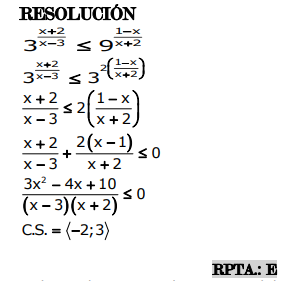 RESOLUCIÓN
3^((x+2)/(x−3)) ≤ 9^((1−x)/(x+2))
3^((x+2)/(x−3)) ≤ 3^(2((1−x)/(x+2)))
(x + 2)/(x − 3) ≤ 2((1 − x)/(x + 2))
(x + 2)/(x − 3) + 2(x − 1)/(x + 2) ≤ 0
(3x² − 4x + 10)/((x − 3)(x + 2)) ≤ 0
C.S. = ⟨−2; 3⟩
RPTA.: E